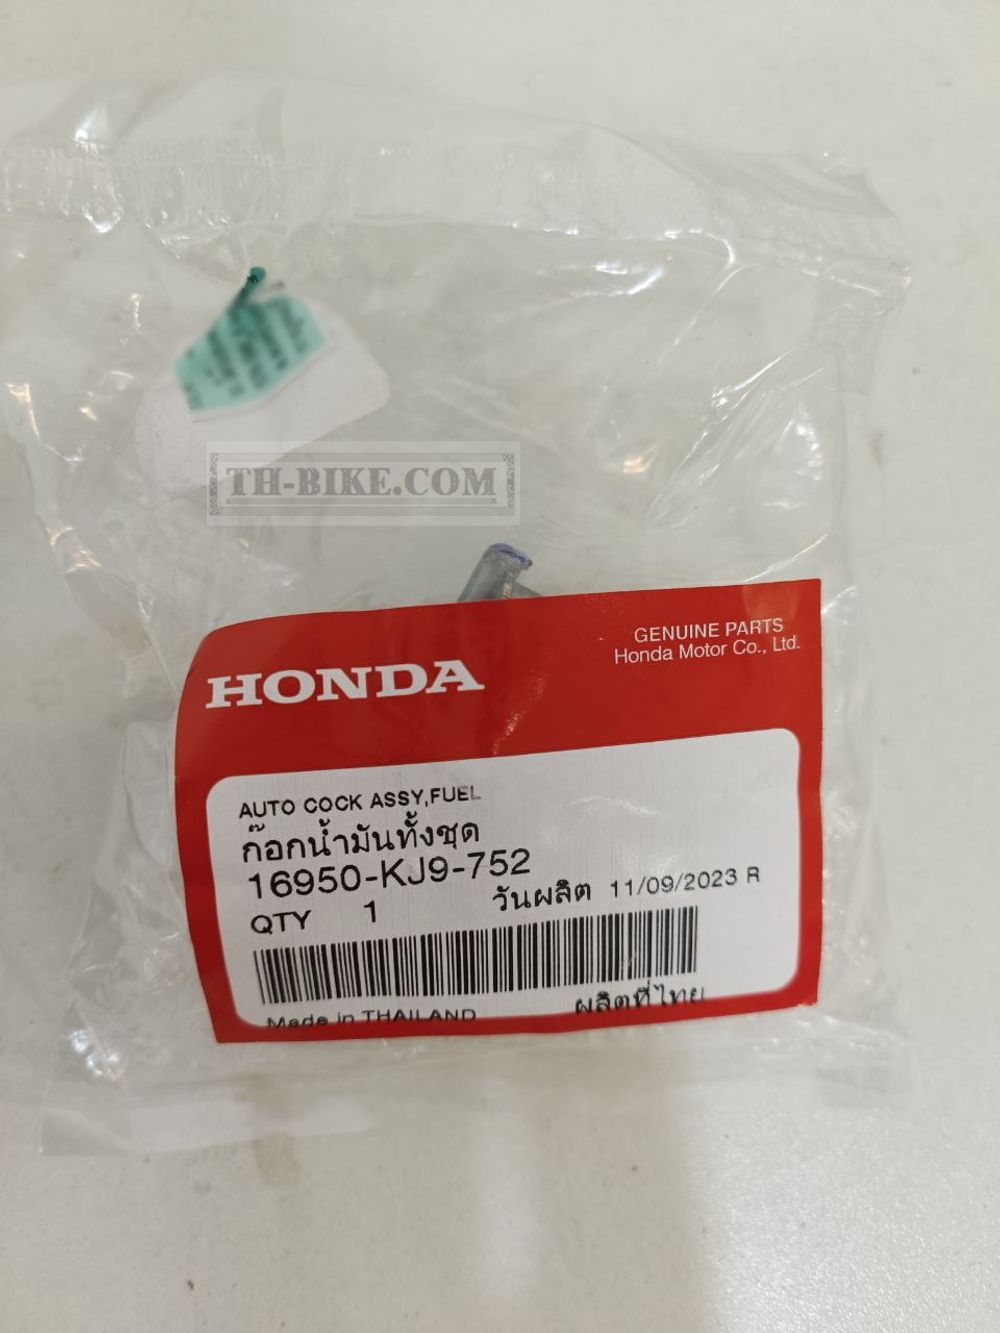 TH-BIKE.COM
GENUINE PARTS
Honda Motor Co., Ltd.
HONDA
AUTO COCK ASSY,FUEL
ก๊อกน้ำมันทั้งชุด
16950-KJ9-752
วันผลิต 11/09/2023 R
QTY 1
Made in THAILAND
ผลิตที่ไทย